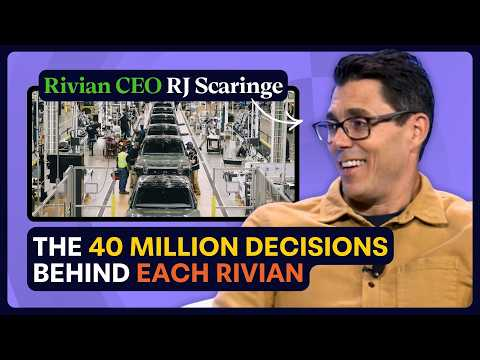 Rivian CEO RJ Scaringe
THE 40 MILLION DECISIONS
BEHIND EACH RIVIAN